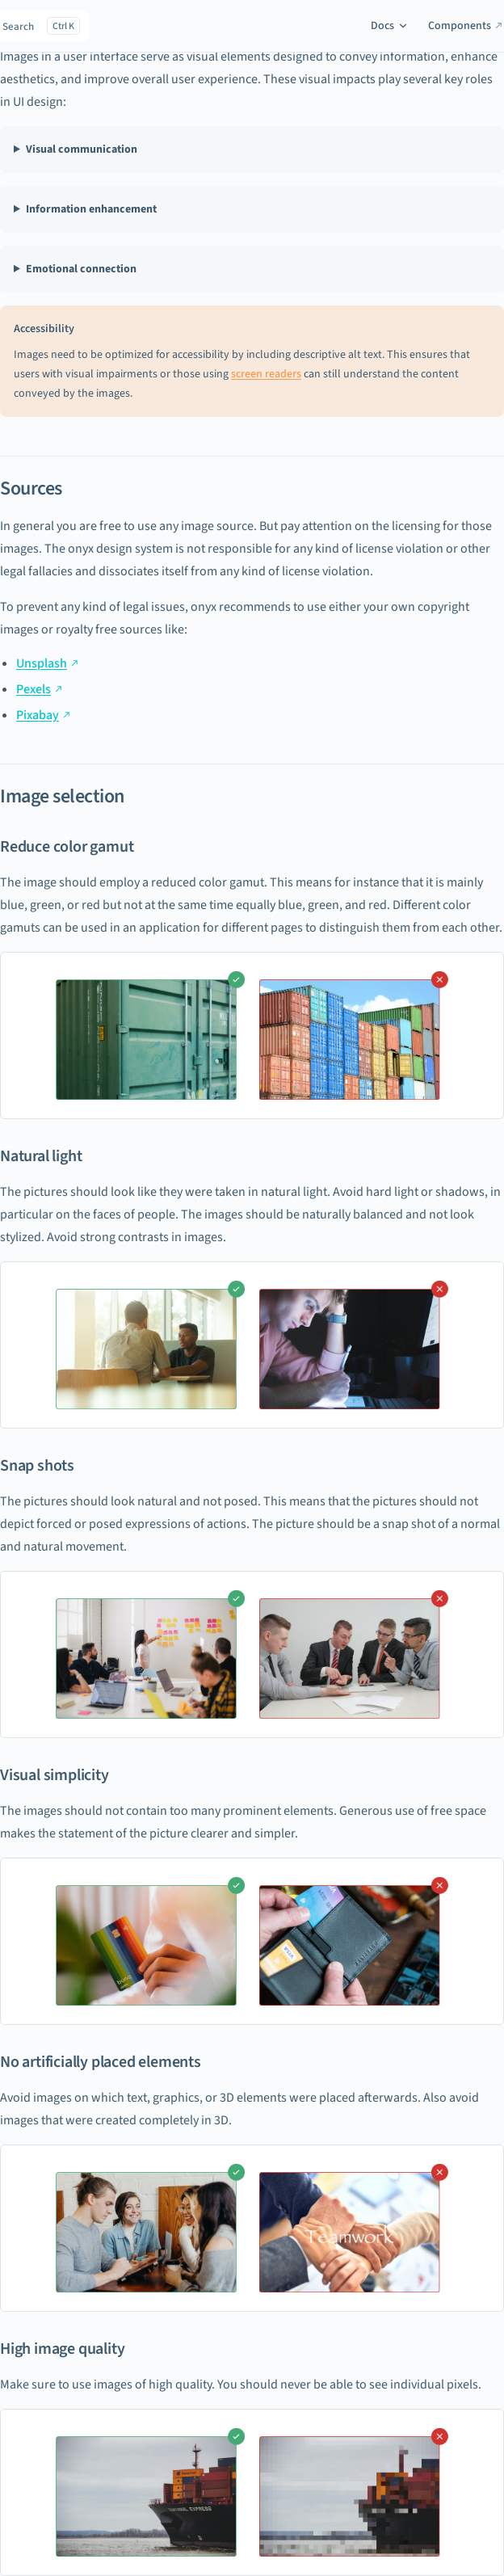 Search Ctrl K Docs Components
Images in a user interface serve as visual elements designed to convey information, enhance
aesthetics, and improve overall user experience. These visual impacts play several key roles
in UI design:
Visual communication
Information enhancement
Emotional connection
Accessibility
Images need to be optimized for accessibility by including descriptive alt text. This ensures that
users with visual impairments or those using screen readers can still understand the content
conveyed by the images.
Sources
In general you are free to use any image source. But pay attention on the licensing for those
images. The onyx design system is not responsible for any kind of license violation or other
legal fallacies and dissociates itself from any kind of license violation.
To prevent any kind of legal issues, onyx recommends to use either your own copyright
images or royalty free sources like:
Unsplash
Pexels
Pixabay
Image selection
Reduce color gamut
The image should employ a reduced color gamut. This means for instance that it is mainly
blue, green, or red but not at the same time equally blue, green, and red. Different color
gamuts can be used in an application for different pages to distinguish them from each other.
Natural light
The pictures should look like they were taken in natural light. Avoid hard light or shadows, in
particular on the faces of people. The images should be naturally balanced and not look
stylized. Avoid strong contrasts in images.
Snap shots
The pictures should look natural and not posed. This means that the pictures should not
depict forced or posed expressions of actions. The picture should be a snap shot of a normal
and natural movement.
Visual simplicity
The images should not contain too many prominent elements. Generous use of free space
makes the statement of the picture clearer and simpler.
VISA
No artificially placed elements
Avoid images on which text, graphics, or 3D elements were placed afterwards. Also avoid
images that were created completely in 3D.
Teamwork
High image quality
Make sure to use images of high quality. You should never be able to see individual pixels.
EXPRESS